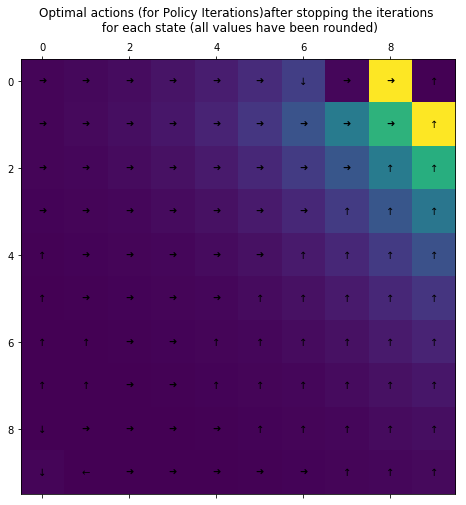 Optimal actions (for Policy Iterations)after stopping the iterations
for each state (all values have been rounded)
0 2 4 6 8
0 → → → → → → ↓ → → ↑
→ → → → → → → → → ↑
2 → → → → → → → → ↑ ↑
→ → → → → → → ↑ ↑ ↑
4 ↑ → → → → → ↑ ↑ ↑ ↑
↑ → → → → ↑ ↑ ↑ ↑ ↑
6 ↑ ↑ → → ↑ ↑ ↑ ↑ ↑ ↑
↑ ↑ → → ↑ ↑ ↑ ↑ ↑ ↑
8 ↓ → → → → ↑ ↑ ↑ ↑ ↑
↓ ← → → → → → ↑ ↑ ↑